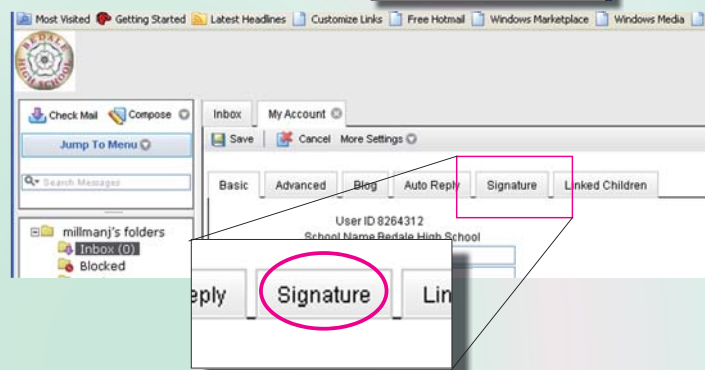 Most Visited Getting Started Latest Headlines Customize Links Free Hotmail Windows Marketplace Windows Media
BEDALE
HIGH SCHOOL
Check Mail Compose
Jump To Menu
Search Messages
millmanj's folders
Inbox (0)
Blocked
Inbox My Account
Save Cancel More Settings
Basic Advanced Blog Auto Reply Signature Linked Children
User ID 8264312
School Name Bedale High School
eply Signature Lin